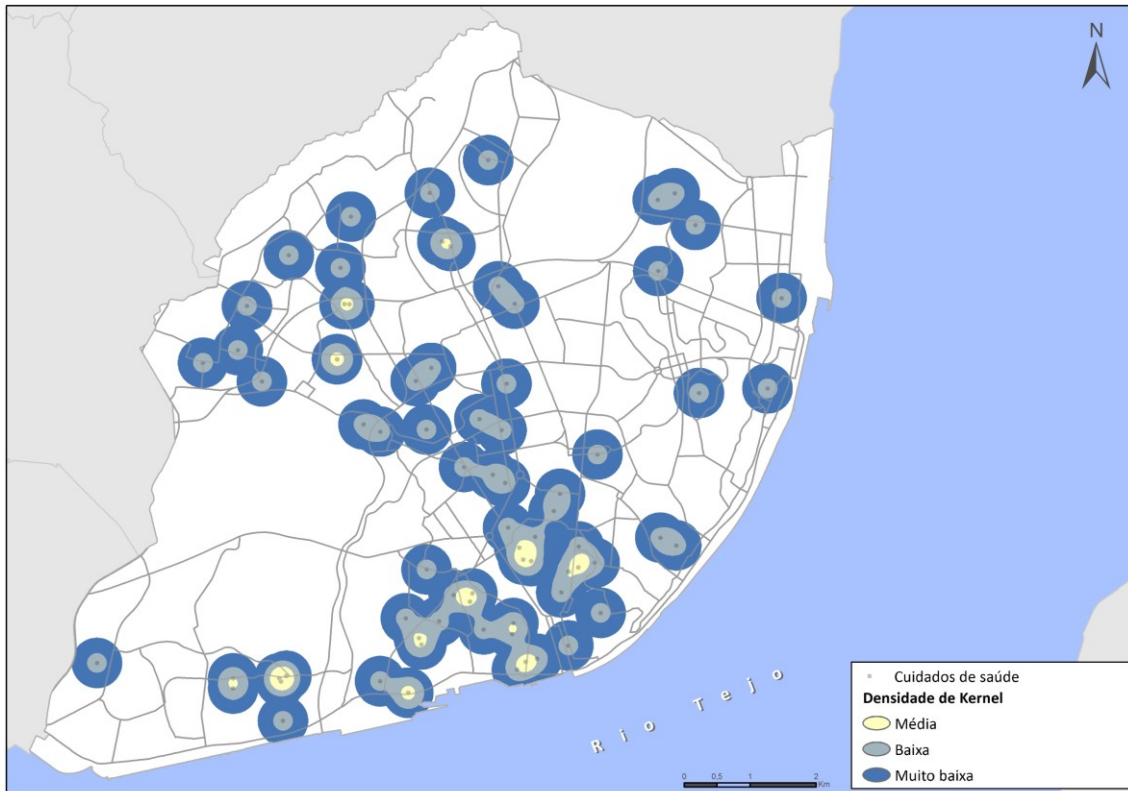 N
Rio Tejo
Cuidados de saúde
Densidade de Kernel
Média
Baixa
Muito baixa
0 0,5 1 2
Km